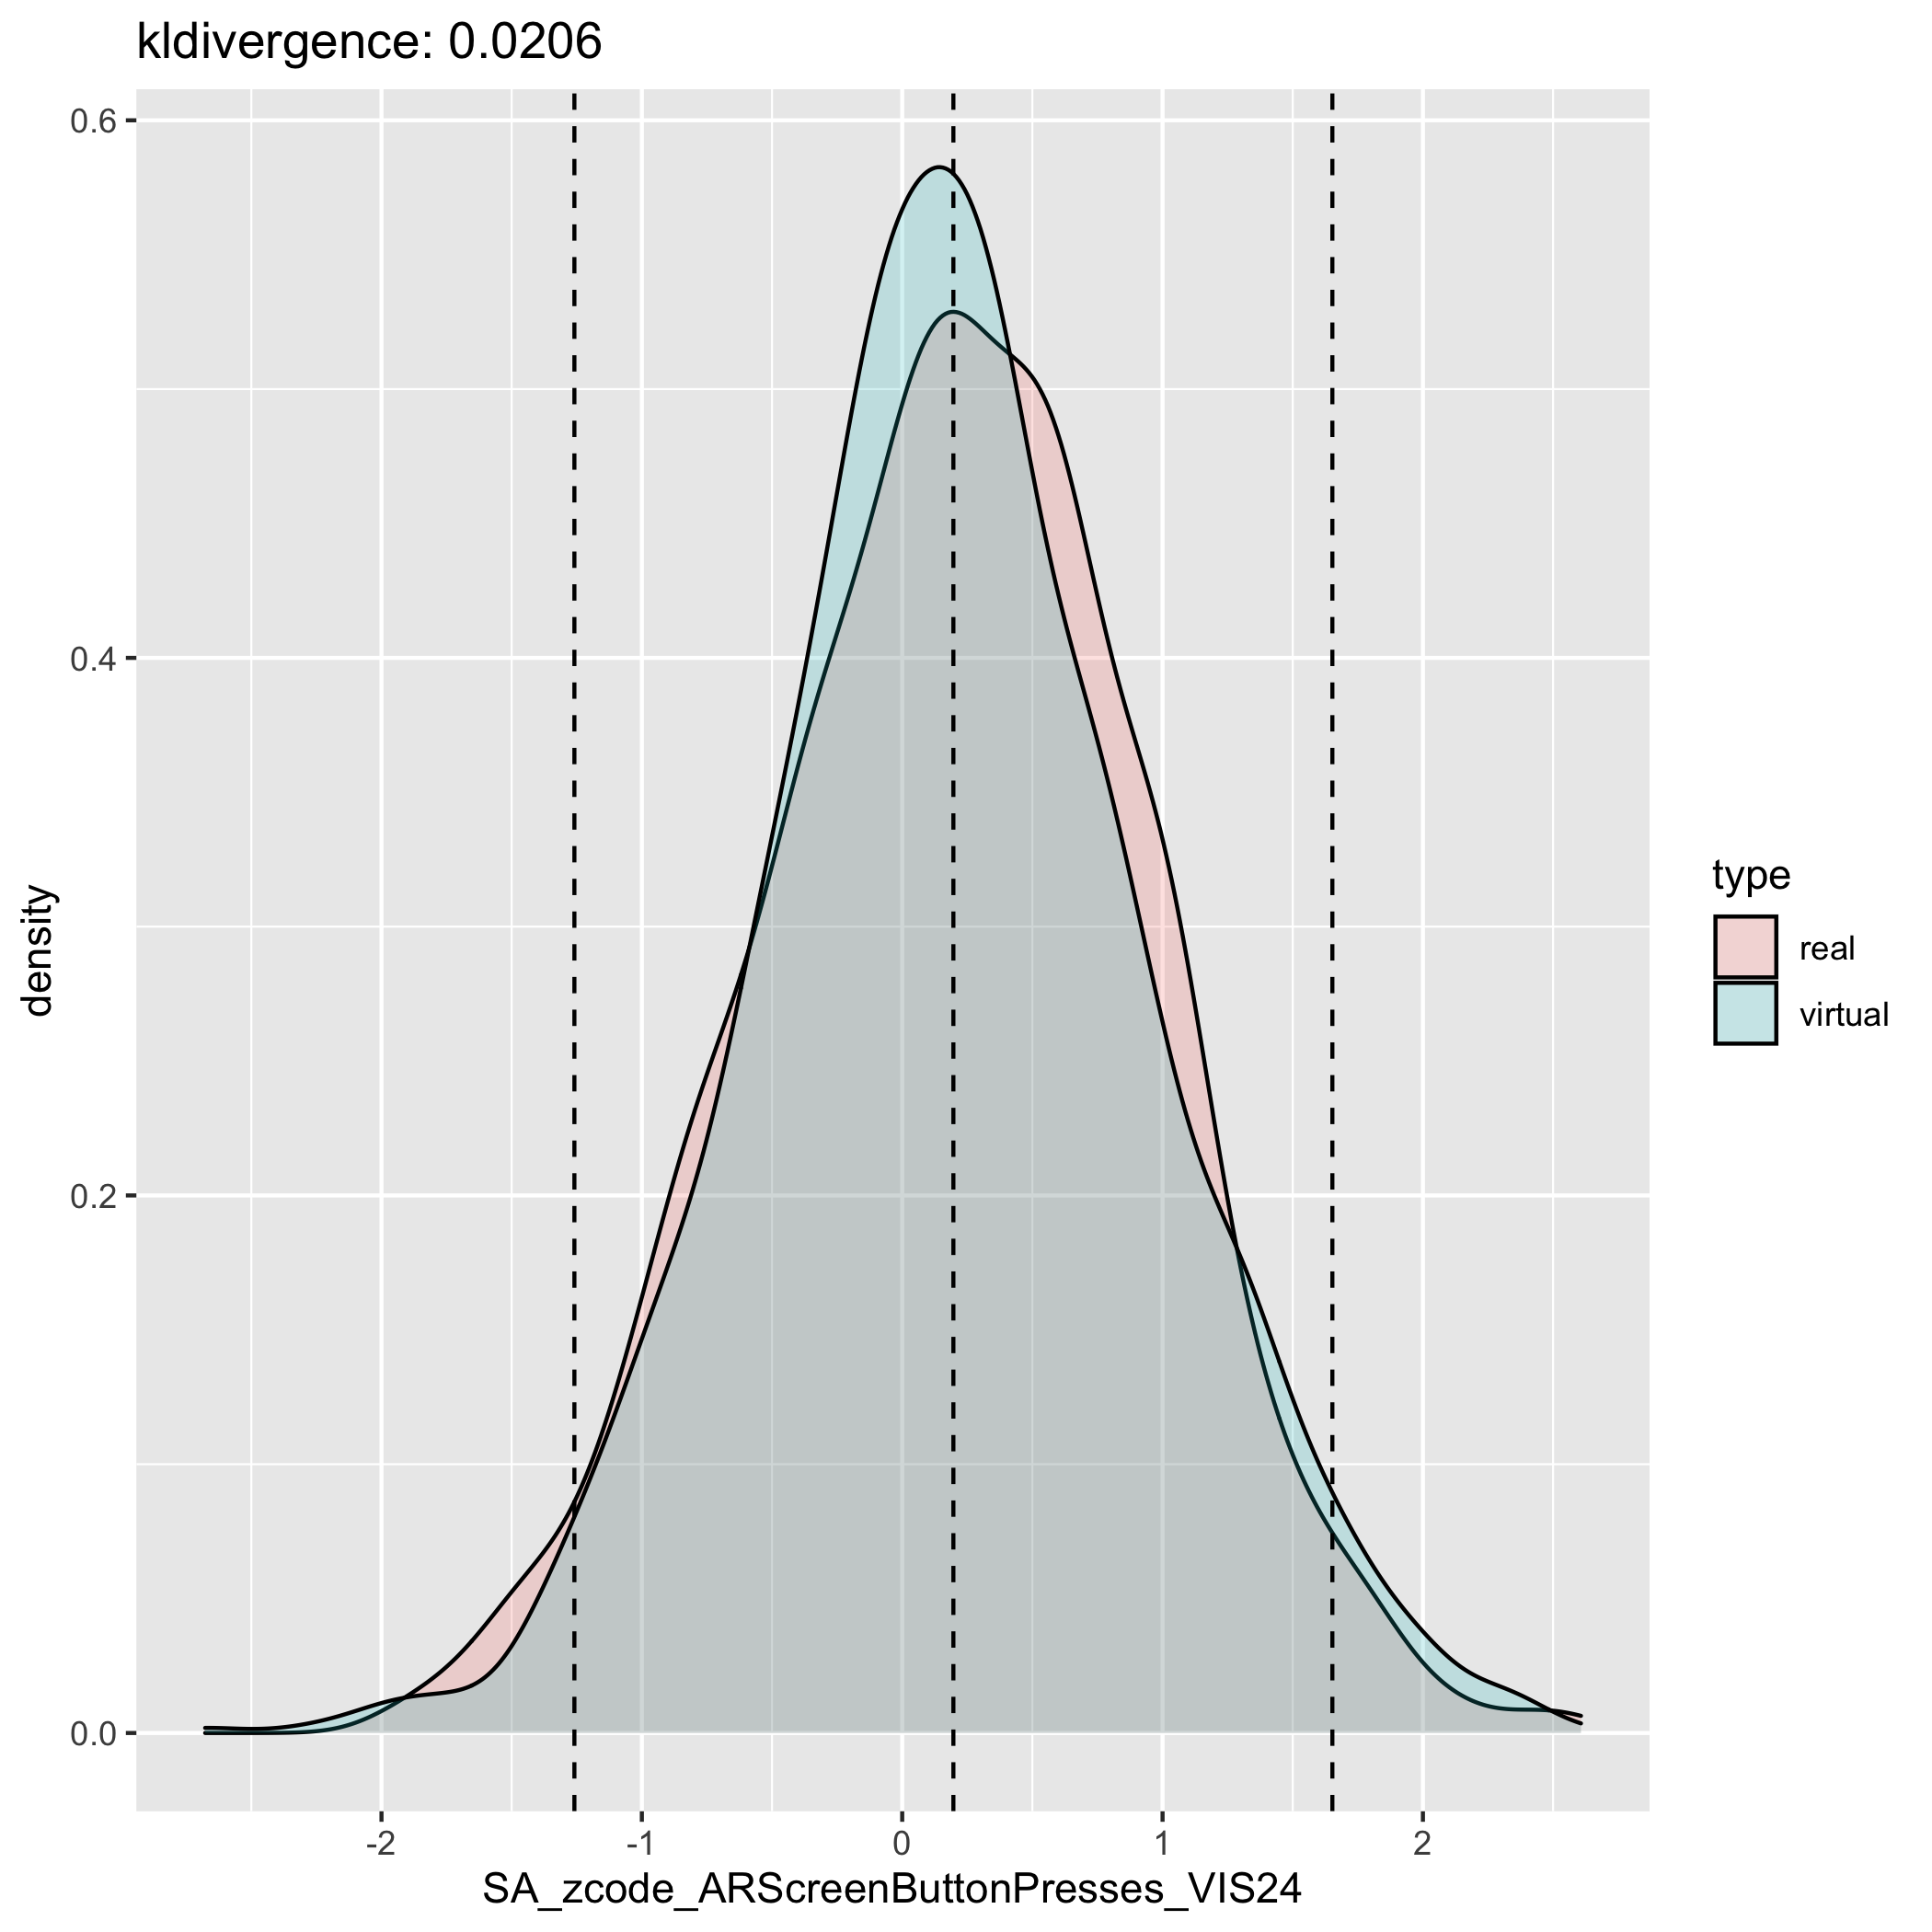 kldivergence: 0.0206
0.6
0.4
0.2
0.0
density
-2 -1 0 1 2
SA_zcode_ARScreenButtonPresses_VIS24
type
real
virtual